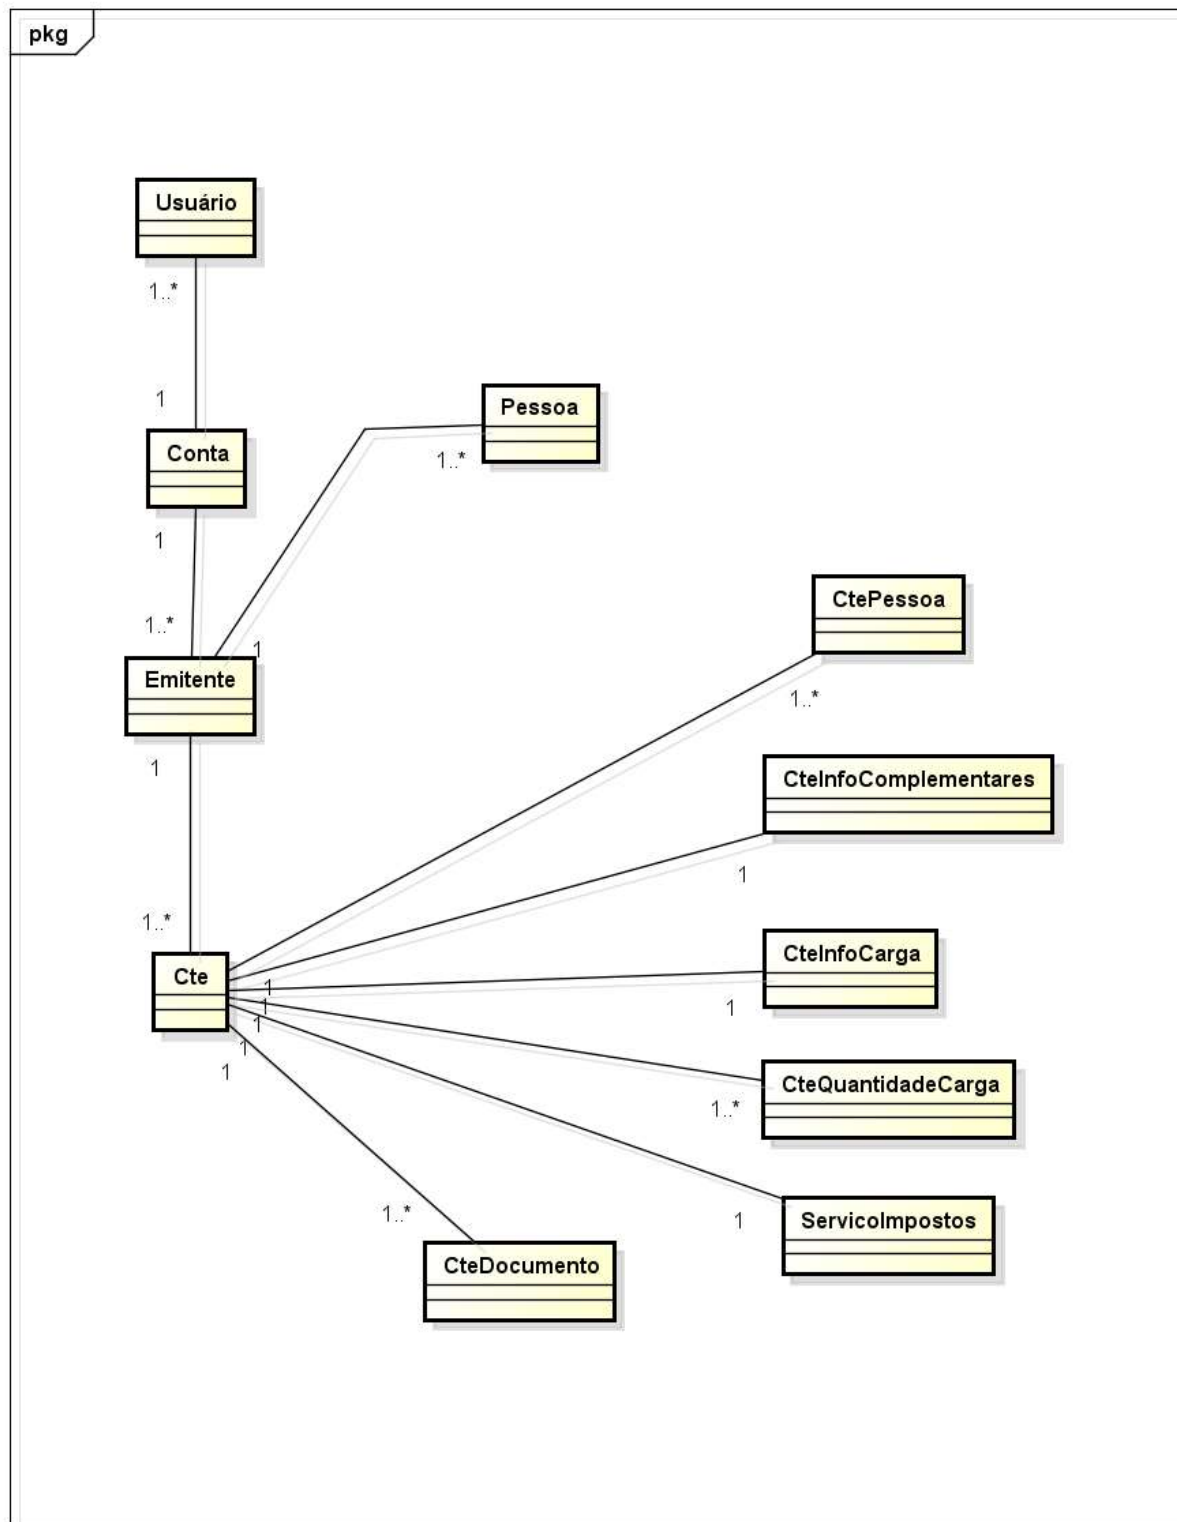 pkg
Usuário
1..*
1
Conta
1
1..*
Pessoa
1..*
1
Emitente
1
1..*
Cte
CtePessoa
1..*
CteInfoComplementares
1
CteInfoCarga
1
1
1
1
1
1
CteQuantidadeCarga
1..*
ServicoImpostos
1
1..*
CteDocumento